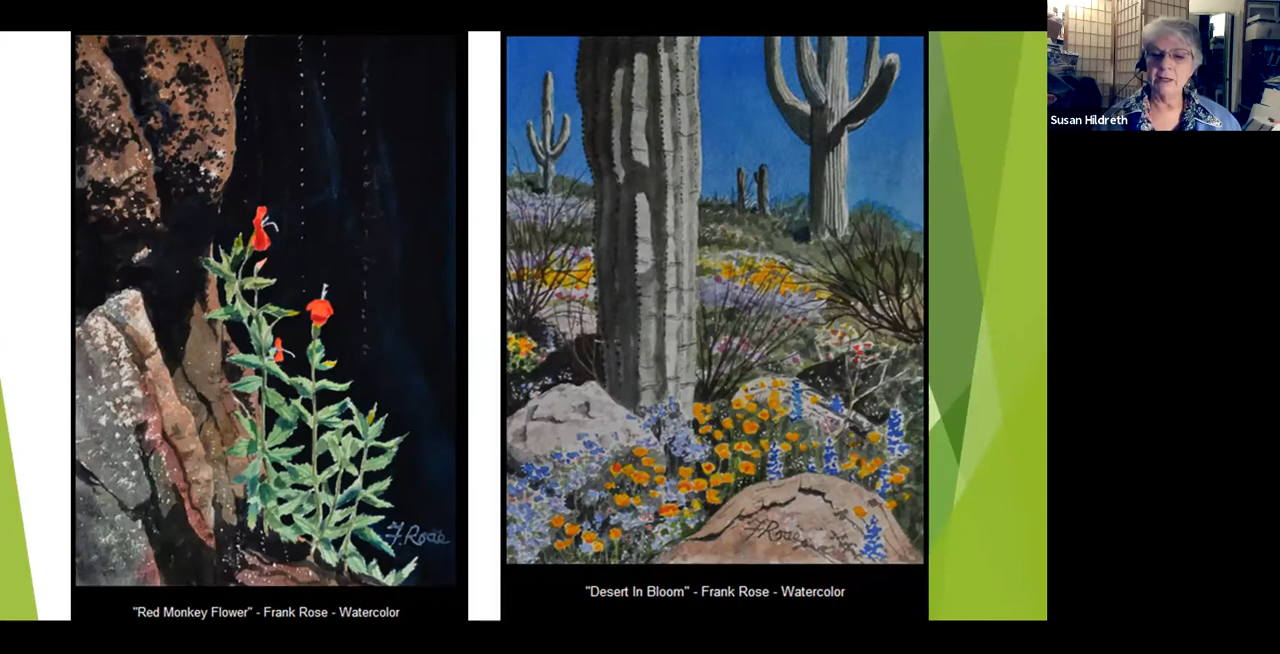 Susan Hildreth
F. Rose
F. Rose
"Red Monkey Flower" - Frank Rose - Watercolor
"Desert In Bloom" - Frank Rose - Watercolor